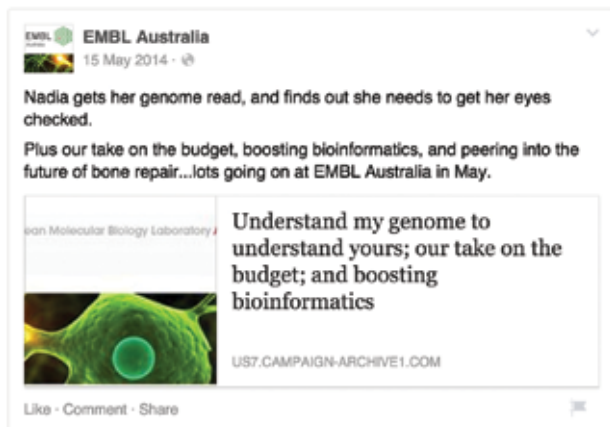 EMBL
Australia
EMBL Australia
15 May 2014 ·
Nadia gets her genome read, and finds out she needs to get her eyes
checked.
Plus our take on the budget, boosting bioinformatics, and peering into the
future of bone repair...lots going on at EMBL Australia in May.
ean Molecular Biology Laboratory A
Understand my genome to
understand yours; our take on the
budget; and boosting
bioinformatics
US7.CAMPAIGN-ARCHIVE1.COM
Like · Comment · Share